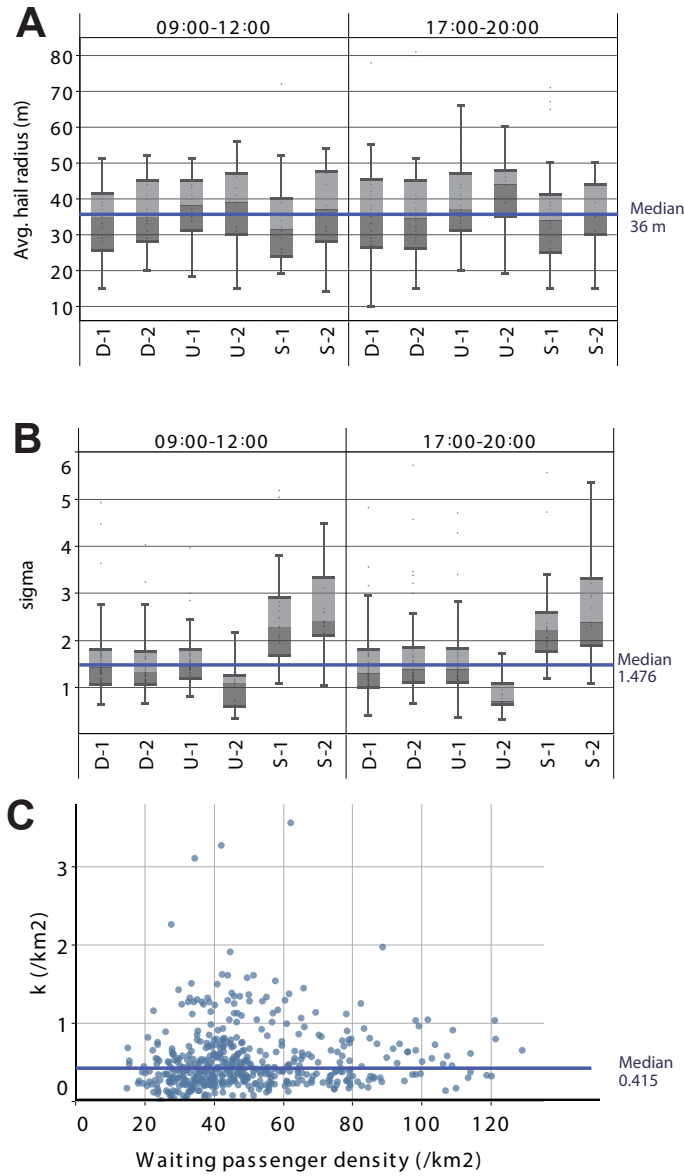 A
09:00-12:00 17:00-20:00
Avg. hail radius (m)
80
70
60
50
40
30
20
10
Median
36 m
D-1 D-2 U-1 U-2 S-1 S-2 D-1 D-2 U-1 U-2 S-1 S-2
B
09:00-12:00 17:00-20:00
sigma
6
5
4
3
2
1
Median
1.476
D-1 D-2 U-1 U-2 S-1 S-2 D-1 D-2 U-1 U-2 S-1 S-2
C
k (/km2)
3
2
1
0
Median
0.415
0 20 40 60 80 100 120
Waiting passenger density (/km2)